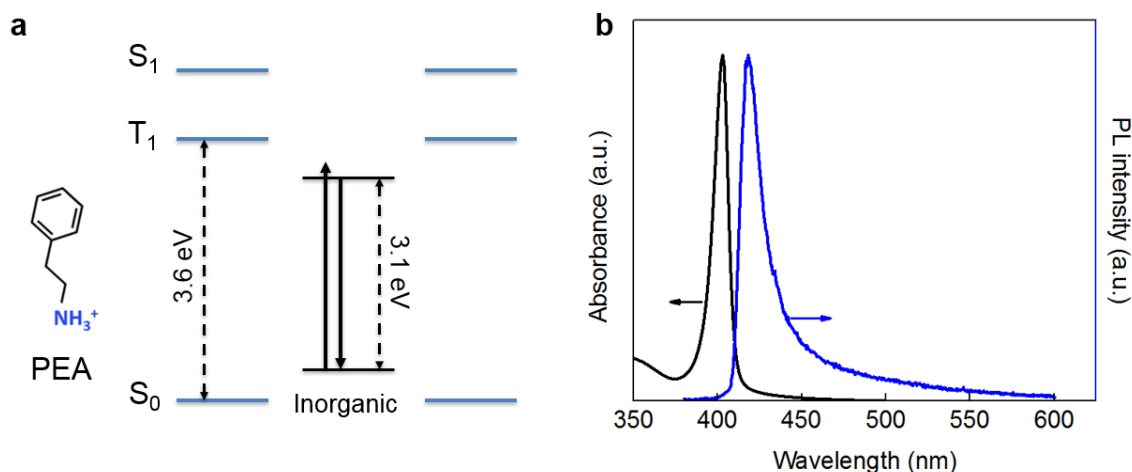 a
S₁
T₁
3.6 eV
3.1 eV
NH₃⁺
PEA
S₀
Inorganic
b
Absorbance (a.u.)
PL intensity (a.u.)
350 400 450 500 550 600
Wavelength (nm)